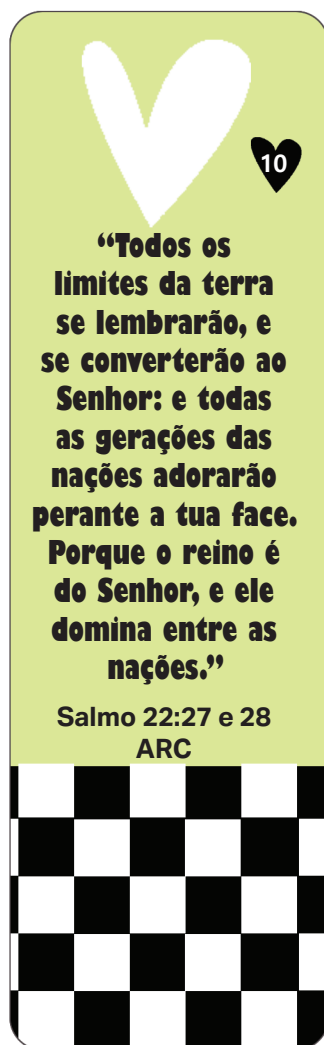 10
“Todos os
limites da terra
se lembrarão, e
se converterão ao
Senhor: e todas
as gerações das
nações adorarão
perante a tua face.
Porque o reino é
do Senhor, e ele
domina entre as
nações.”
Salmo 22:27 e 28
ARC